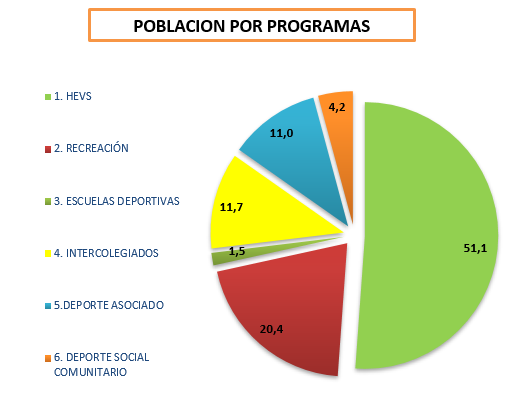 POBLACION POR PROGRAMAS
1. HEVS
2. RECREACIÓN
3. ESCUELAS DEPORTIVAS
4. INTERCOLEGIADOS
5.DEPORTE ASOCIADO
6. DEPORTE SOCIAL
COMUNITARIO
4,2
11,0
11,7
1,5
20,4
51,1